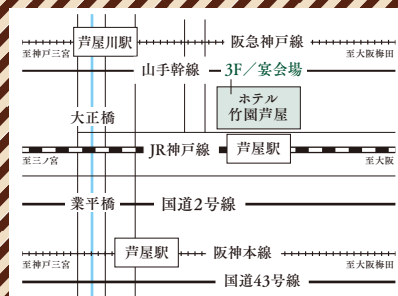 芦屋川駅
阪急神戸線
至神戸三宮
至大阪梅田
山手幹線
3F／宴会場
ホテル
竹園芦屋
大正橋
JR神戸線
芦屋駅
至三ノ宮
至大阪
業平橋
国道2号線
芦屋駅
阪神本線
至神戸三宮
至大阪梅田
国道43号線